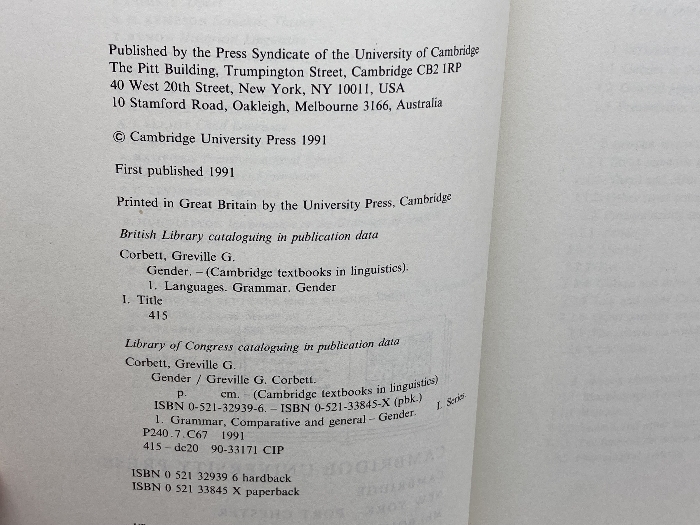 Published by the Press Syndicate of the University of Cambridge
The Pitt Building, Trumpington Street, Cambridge CB2 1RP
40 West 20th Street, New York, NY 10011, USA
10 Stamford Road, Oakleigh, Melbourne 3166, Australia
© Cambridge University Press 1991
First published 1991
Printed in Great Britain by the University Press, Cambridge
British Library cataloguing in publication data
Corbett, Greville G.
Gender. – (Cambridge textbooks in linguistics).
1. Languages. Grammar. Gender
I. Title
415
Library of Congress cataloguing in publication data
Corbett, Greville G.
Gender / Greville G. Corbett.
p. cm. – (Cambridge textbooks in linguistics)
ISBN 0-521-32939-6. – ISBN 0-521-33845-X (pbk.)
1. Grammar, Comparative and general – Gender. I. Series.
P240.7.C67 1991
415 – dc20 90-33171 CIP
ISBN 0 521 32939 6 hardback
ISBN 0 521 33845 X paperback